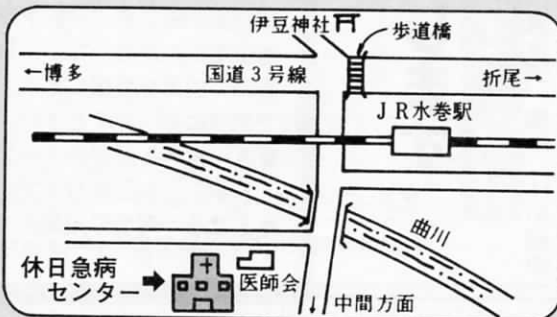 伊豆神社
歩道橋
←博多
国道3号線
折尾→
JR水巻駅
曲川
休日急病
センター
医師会
↓中間方面